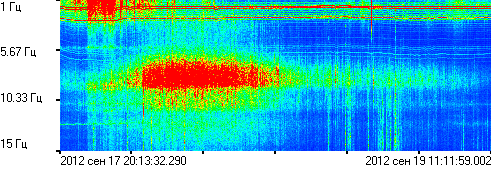 1 Гц
5.67 Гц
10.33 Гц
15 Гц
2012 сен 17 20:13:32.290
2012 сен 19 11:11:59.002